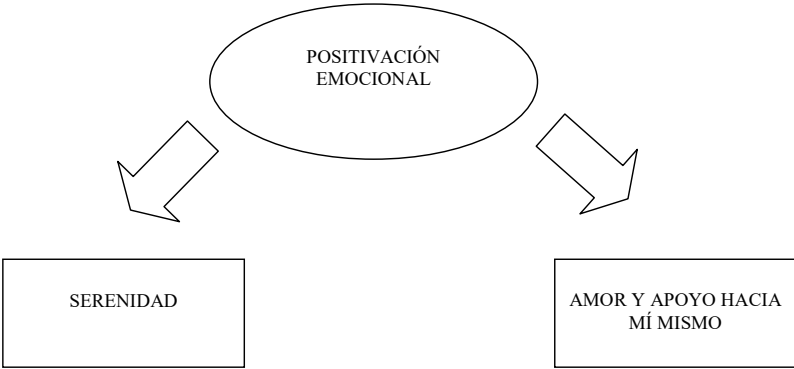 POSITIVACIÓN
EMOCIONAL
SERENIDAD
AMOR Y APOYO HACIA
MÍ MISMO